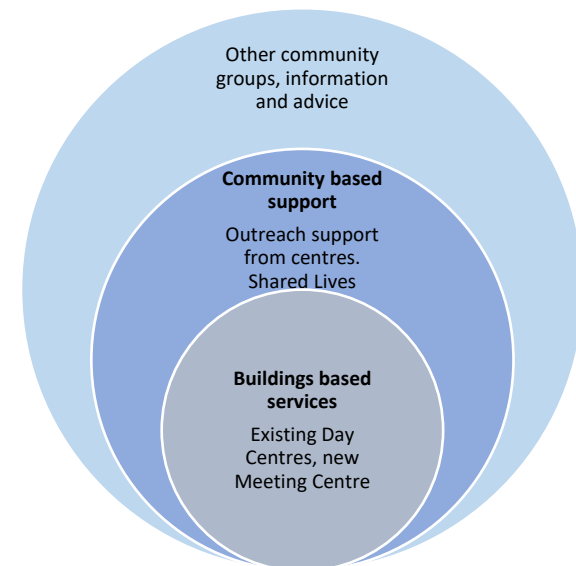 Other community
groups, information
and advice
Community based
support
Outreach support
from centres.
Shared Lives
Buildings based
services
Existing Day
Centres, new
Meeting Centre